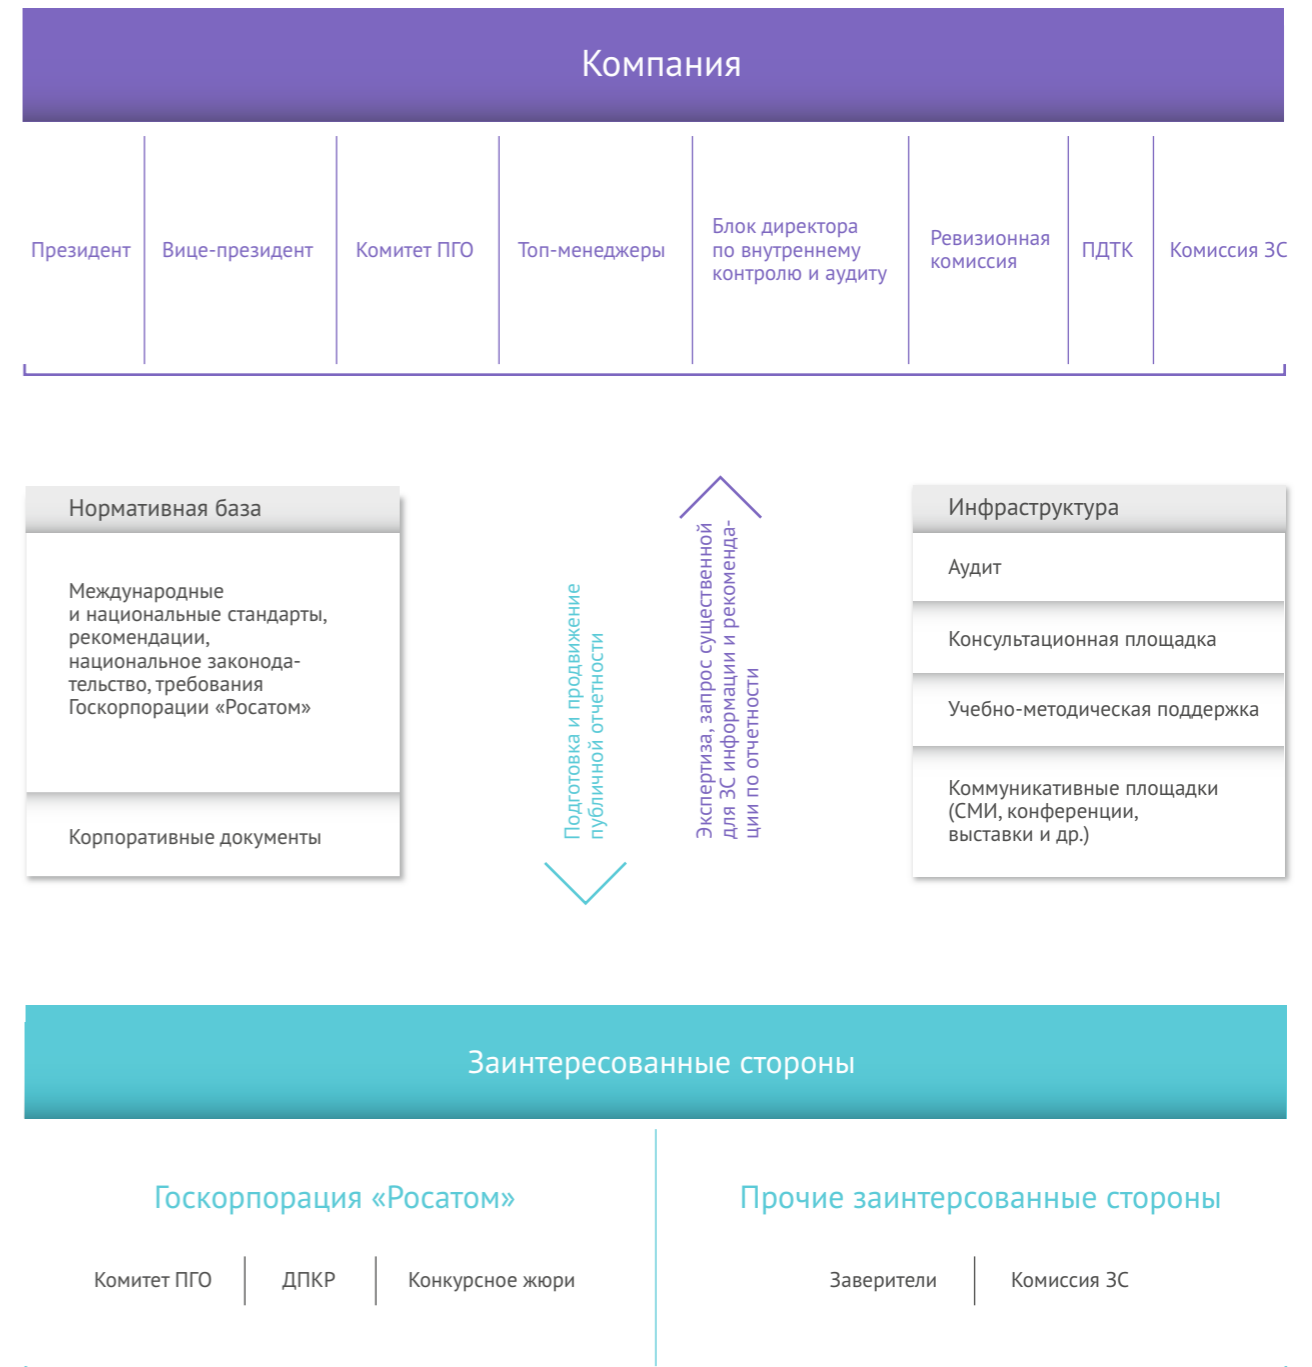 Компания
Президент
Вице-президент
Комитет ПГО
Топ-менеджеры
Блок директора
по внутреннему
контролю и аудиту
Ревизионная
комиссия
ПДТК
Комиссия ЗС
Нормативная база
Международные
и национальные стандарты,
рекомендации,
национальное законода-
тельство, требования
Госкорпорации «Росатом»
Корпоративные документы
Подготовка и продвижение
публичной отчетности
Экспертиза, запрос существенной
для ЗС информации и рекоменда-
ции по отчетности
Инфраструктура
Аудит
Консультационная площадка
Учебно-методическая поддержка
Коммуникативные площадки
(СМИ, конференции,
выставки и др.)
Заинтересованные стороны
Госкорпорация «Росатом»
Комитет ПГО
ДПКР
Конкурсное жюри
Прочие заинтерсованные стороны
Заверители
Комиссия ЗС